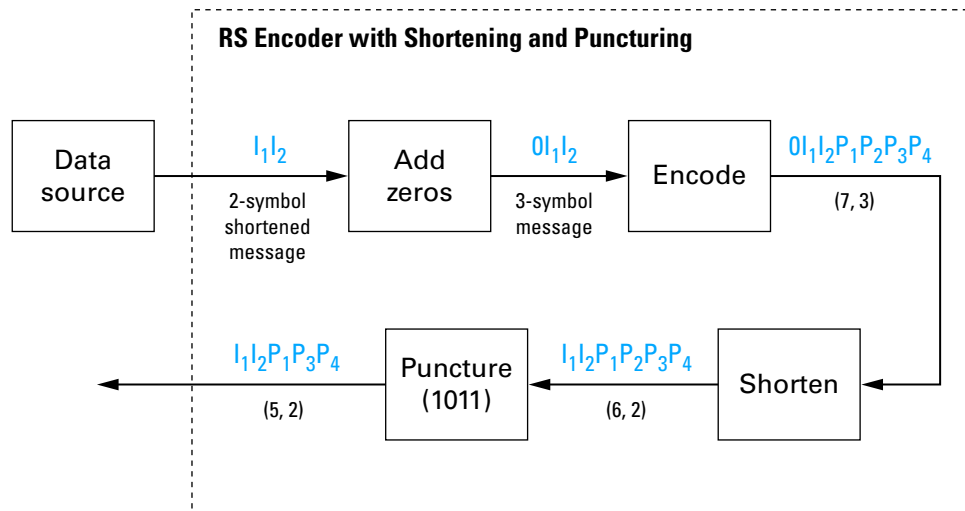 RS Encoder with Shortening and Puncturing
Data
source
I₁I₂
2-symbol
shortened
message
Add
zeros
0I₁I₂
3-symbol
message
Encode
0I₁I₂P₁P₂P₃P₄
(7, 3)
I₁I₂P₁P₃P₄
(5, 2)
Puncture
(1011)
I₁I₂P₁P₂P₃P₄
(6, 2)
Shorten